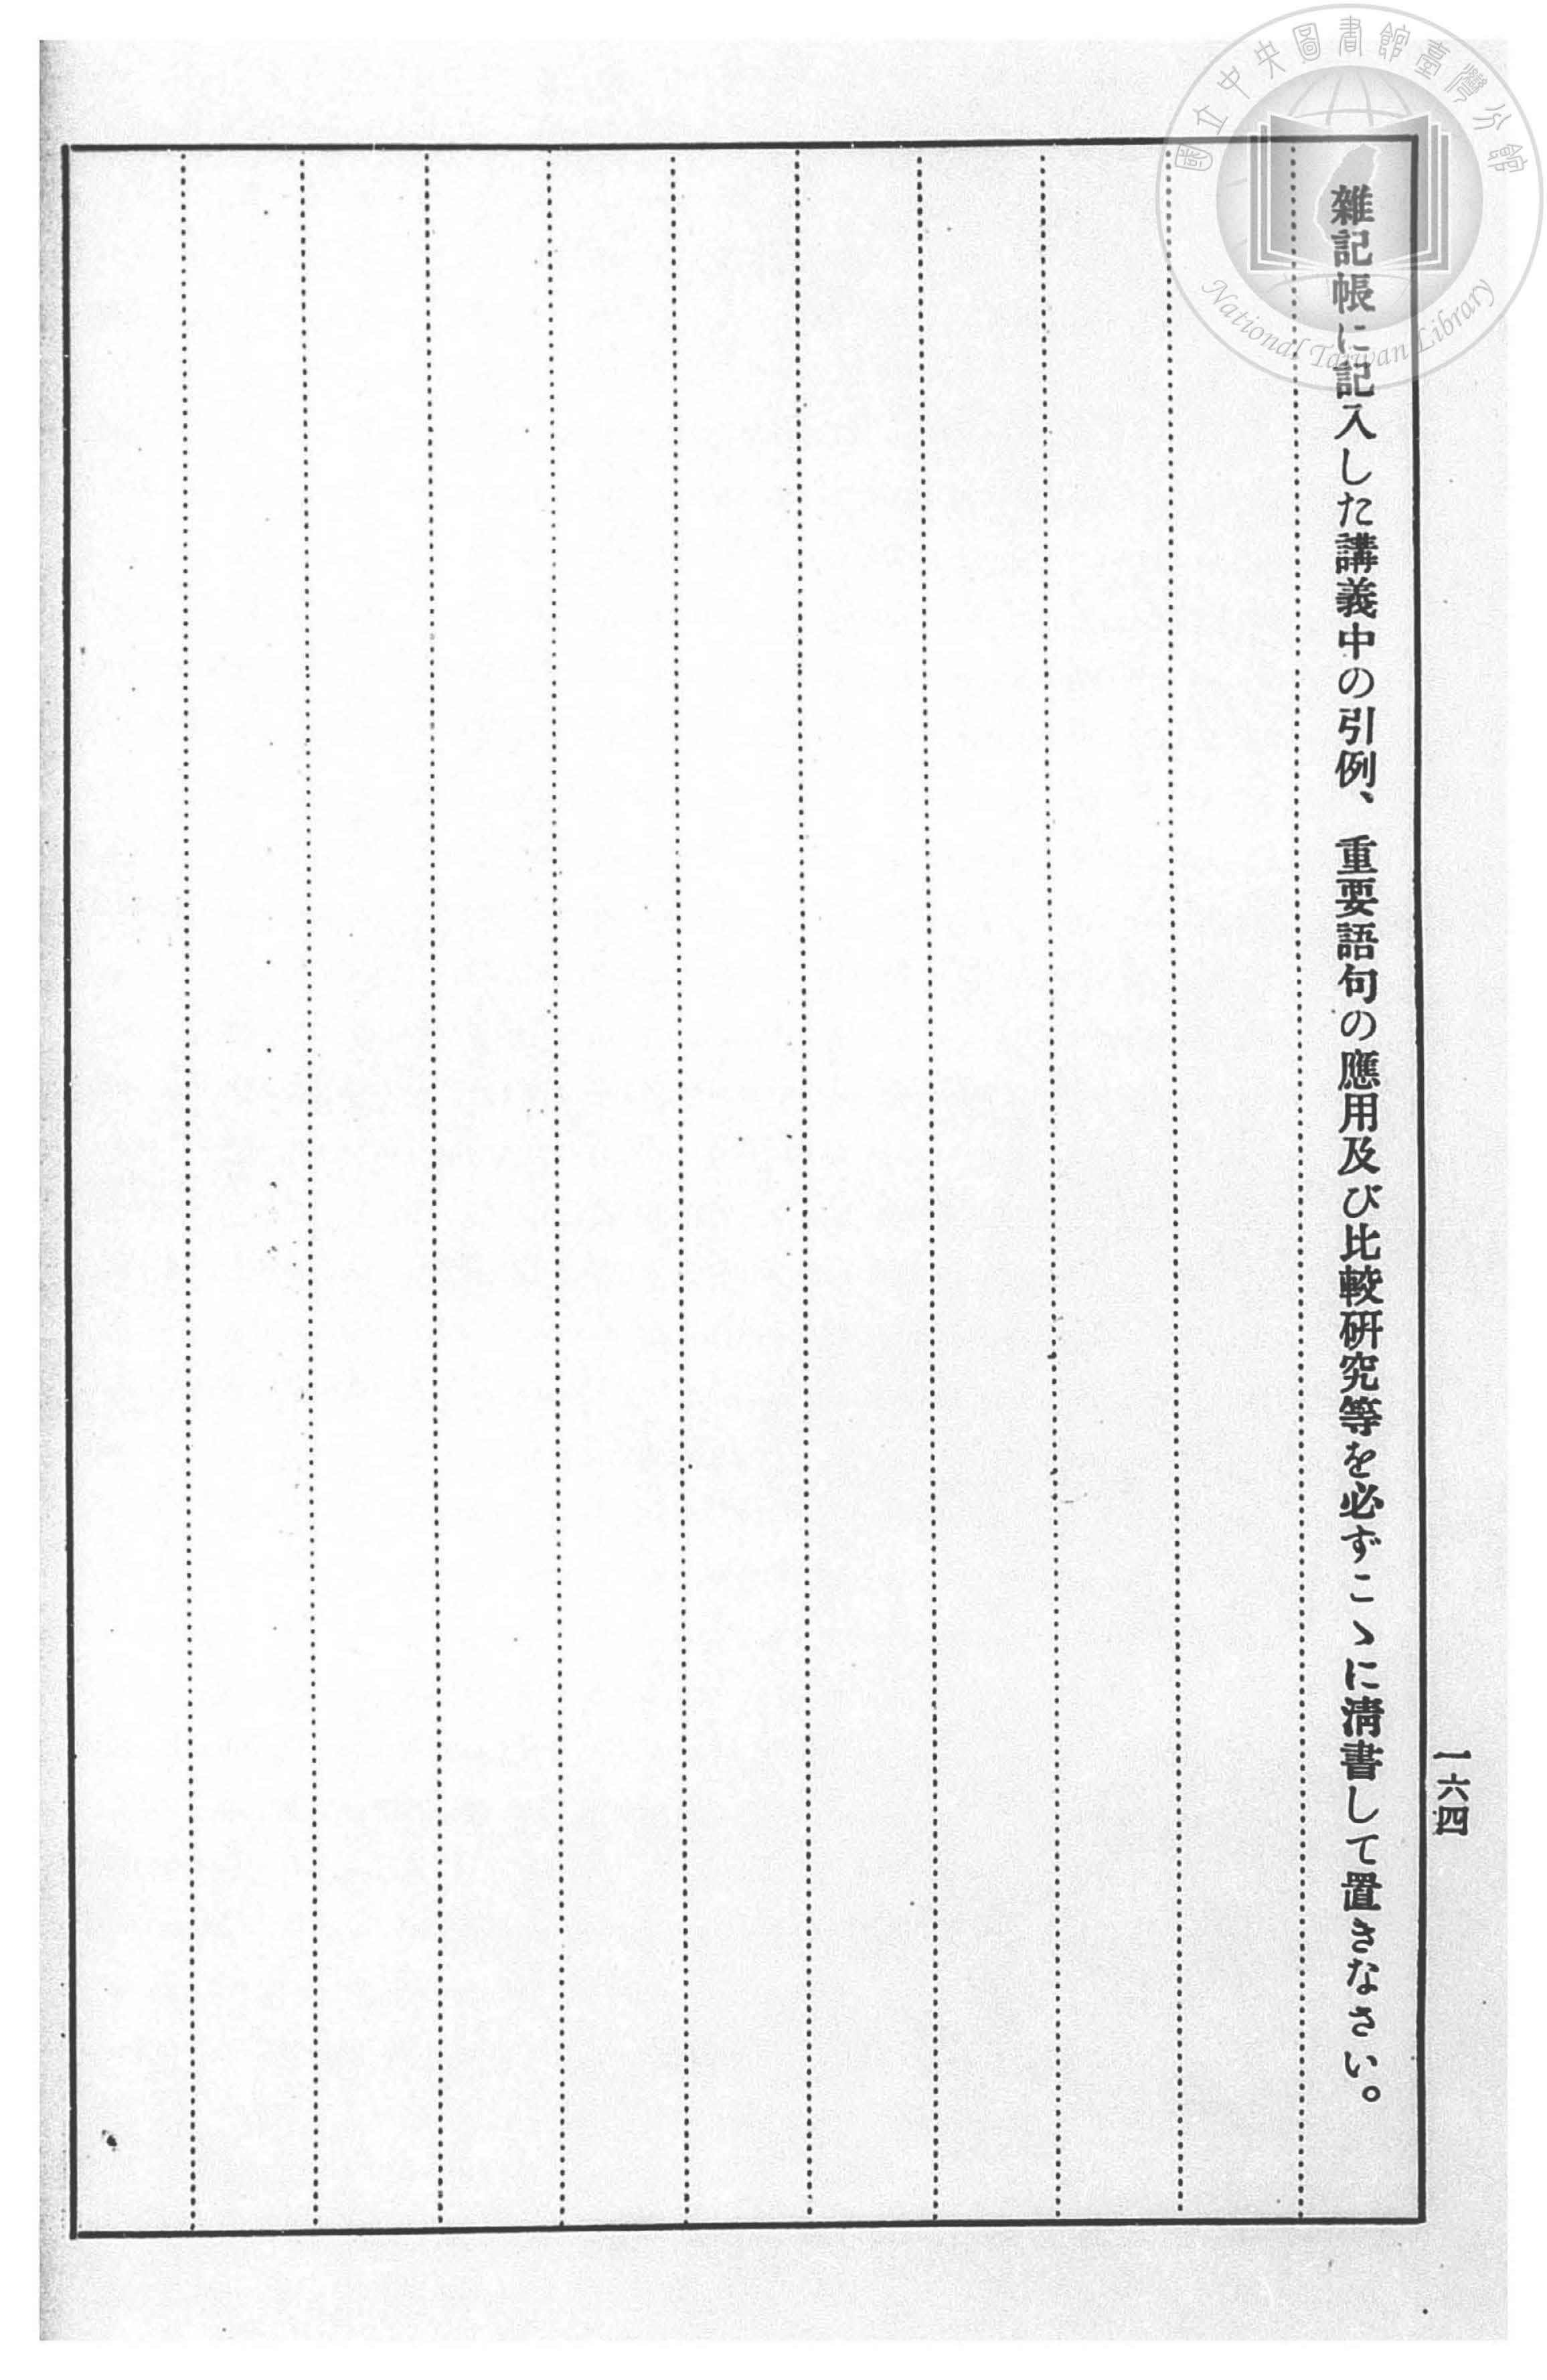 雜記帳に記入した講義中の引例、重要語句の應用及び比較硏究等を必ずこゝに淸書して置きなさい。
一六四
國立中央圖書館臺灣分館
National Taiwan Library